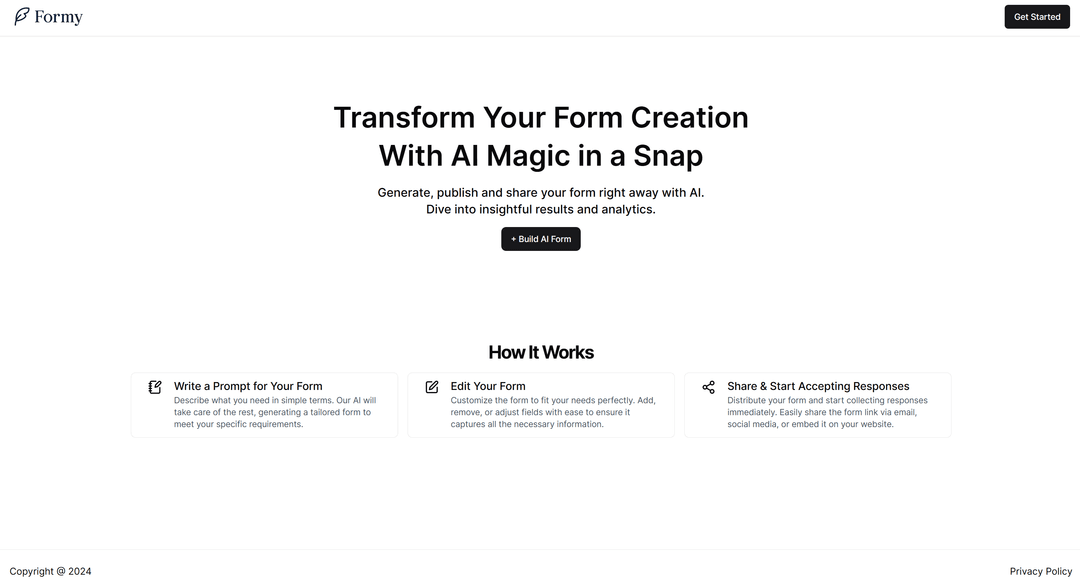 Formy
Get Started
Transform Your Form Creation
With AI Magic in a Snap
Generate, publish and share your form right away with AI.
Dive into insightful results and analytics.
+ Build AI Form
How It Works
Write a Prompt for Your Form
Describe what you need in simple terms. Our AI will
take care of the rest, generating a tailored form to
meet your specific requirements.
Edit Your Form
Customize the form to fit your needs perfectly. Add,
remove, or adjust fields with ease to ensure it
captures all the necessary information.
Share & Start Accepting Responses
Distribute your form and start collecting responses
immediately. Easily share the form link via email,
social media, or embed it on your website.
Copyright @ 2024
Privacy Policy